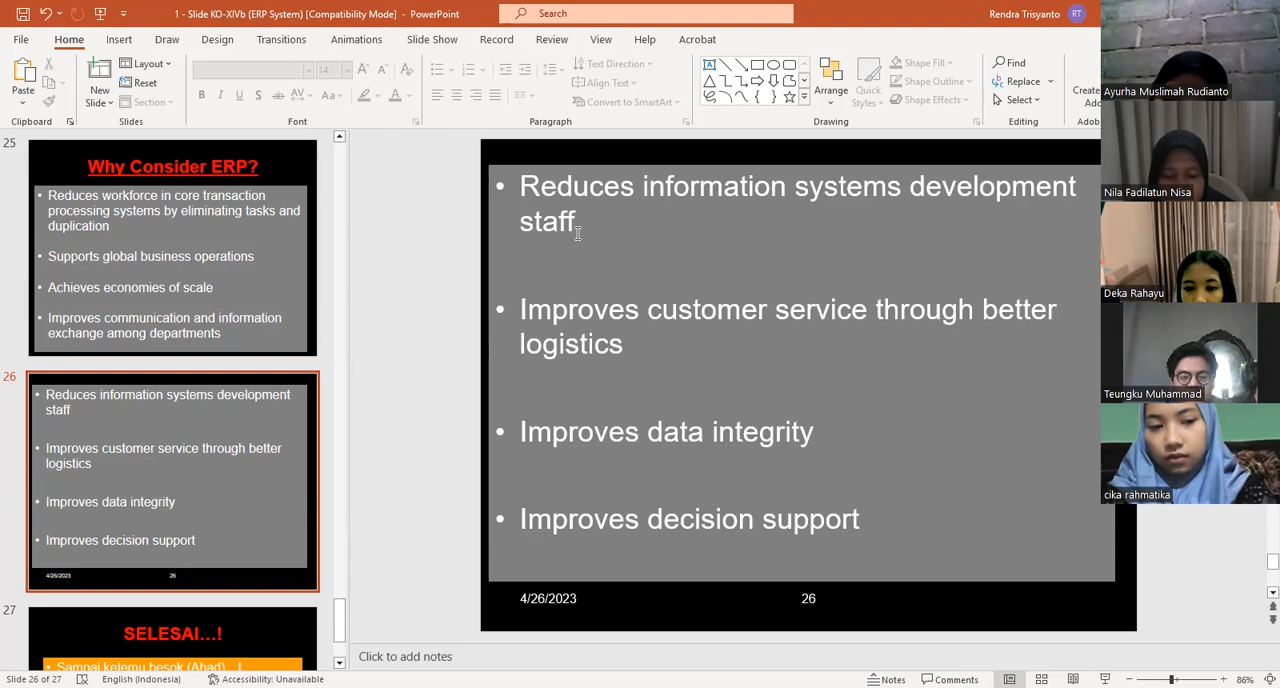 1 - Slide KO-XIVb (ERP System) [Compatibility Mode] - PowerPoint
Search
Rendra Trisyanto
RT
File Home Insert Draw Design Transitions Animations Slide Show Record Review View Help Acrobat
Paste
Clipboard
New
Slide
Layout
Reset
Section
Slides
14
B I U S ab AV Aa A
Font
Text Direction
Align Text
Convert to SmartArt
Paragraph
Arrange
Quick
Styles
Shape Fill
Shape Outline
Shape Effects
Drawing
Find
Replace
Select
Editing
Create
Ado
Adob
25
Why Consider ERP?
• Reduces workforce in core transaction
processing systems by eliminating tasks and
duplication
• Supports global business operations
• Achieves economies of scale
• Improves communication and information
exchange among departments
26
• Reduces information systems development
staff
• Improves customer service through better
logistics
• Improves data integrity
• Improves decision support
4/26/2023 26
27
SELESAI...!
Sampai ketemu besok (Ahad)
• Reduces information systems development
staff
• Improves customer service through better
logistics
• Improves data integrity
• Improves decision support
4/26/2023 26
Ayurha Muslimah Rudianto
Nila Fadilatun Nisa
Deka Rahayu
Teungku Muhammad
cika rahmatika
Click to add notes
Slide 26 of 27 English (Indonesia) Accessibility: Unavailable Notes Comments 86%